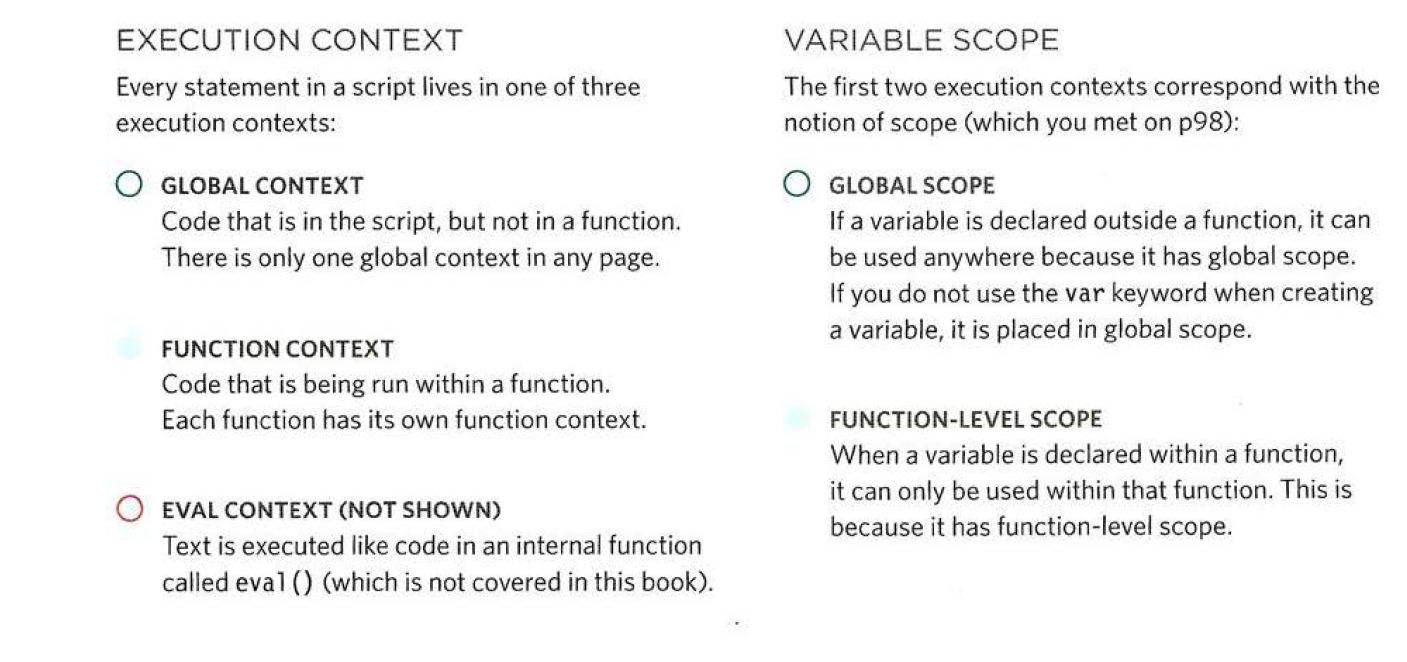 EXECUTION CONTEXT
Every statement in a script lives in one of three
execution contexts:
GLOBAL CONTEXT
Code that is in the script, but not in a function.
There is only one global context in any page.
FUNCTION CONTEXT
Code that is being run within a function.
Each function has its own function context.
EVAL CONTEXT (NOT SHOWN)
Text is executed like code in an internal function
called eval() (which is not covered in this book).
VARIABLE SCOPE
The first two execution contexts correspond with the
notion of scope (which you met on p98):
GLOBAL SCOPE
If a variable is declared outside a function, it can
be used anywhere because it has global scope.
If you do not use the var keyword when creating
a variable, it is placed in global scope.
FUNCTION-LEVEL SCOPE
When a variable is declared within a function,
it can only be used within that function. This is
because it has function-level scope.